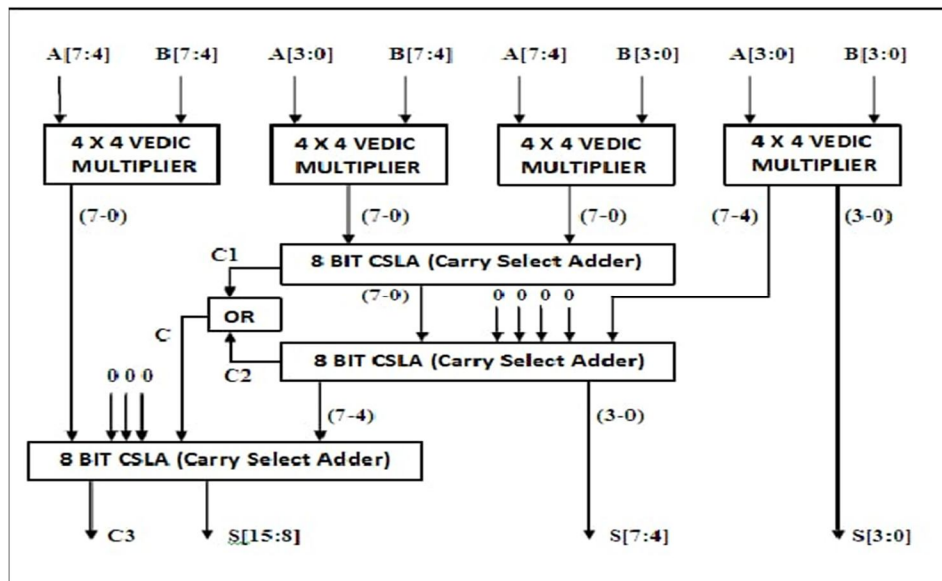 A[7:4] B[7:4] A[3:0] B[7:4] A[7:4] B[3:0] A[3:0] B[3:0]
4 X 4 VEDIC
MULTIPLIER
4 X 4 VEDIC
MULTIPLIER
4 X 4 VEDIC
MULTIPLIER
4 X 4 VEDIC
MULTIPLIER
(7-0)
(7-0)
(7-0)
(7-4)
(3-0)
C1
8 BIT CSLA (Carry Select Adder)
(7-0)
0 0 0 0
OR
C
C2
8 BIT CSLA (Carry Select Adder)
0 0 0
(7-4)
(3-0)
8 BIT CSLA (Carry Select Adder)
C3
S[15:8]
S[7:4]
S[3:0]